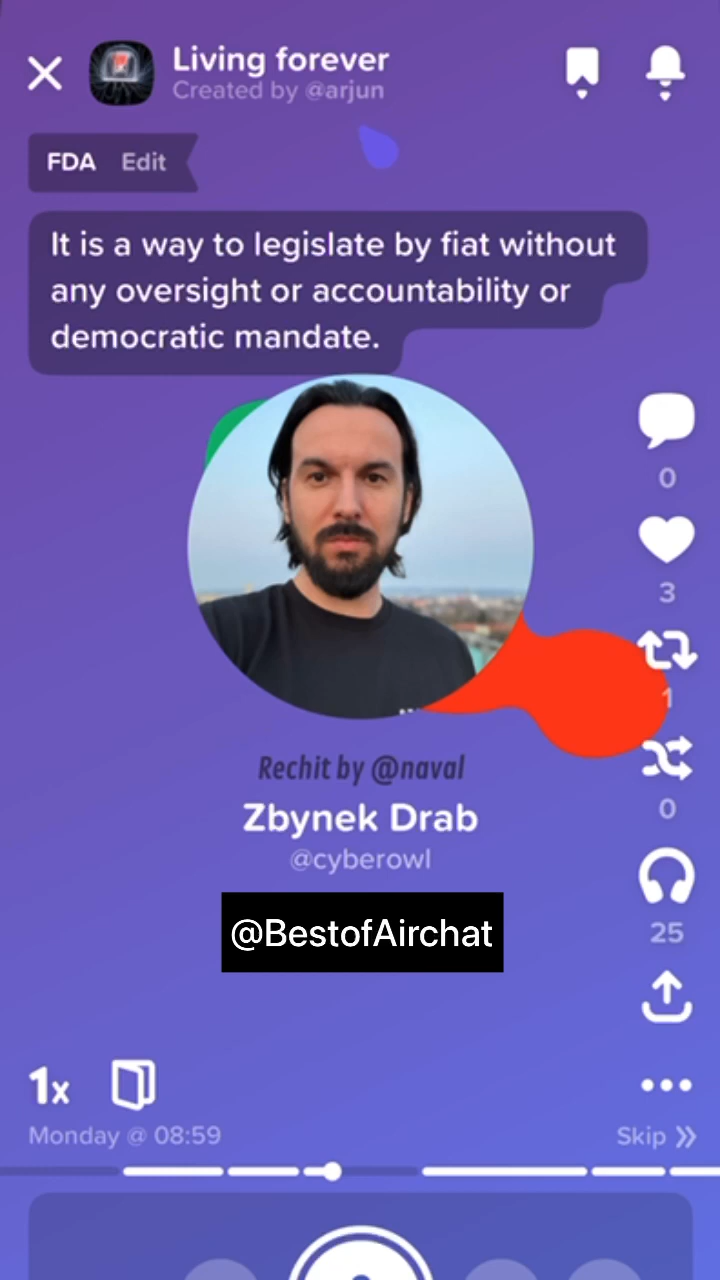 Living forever
Created by @arjun
FDA Edit
It is a way to legislate by fiat without
any oversight or accountability or
democratic mandate.
0
3
1
0
25
Rechit by @naval
Zbynek Drab
@cyberowl
@BestofAirchat
1x
Monday @ 08:59
Skip